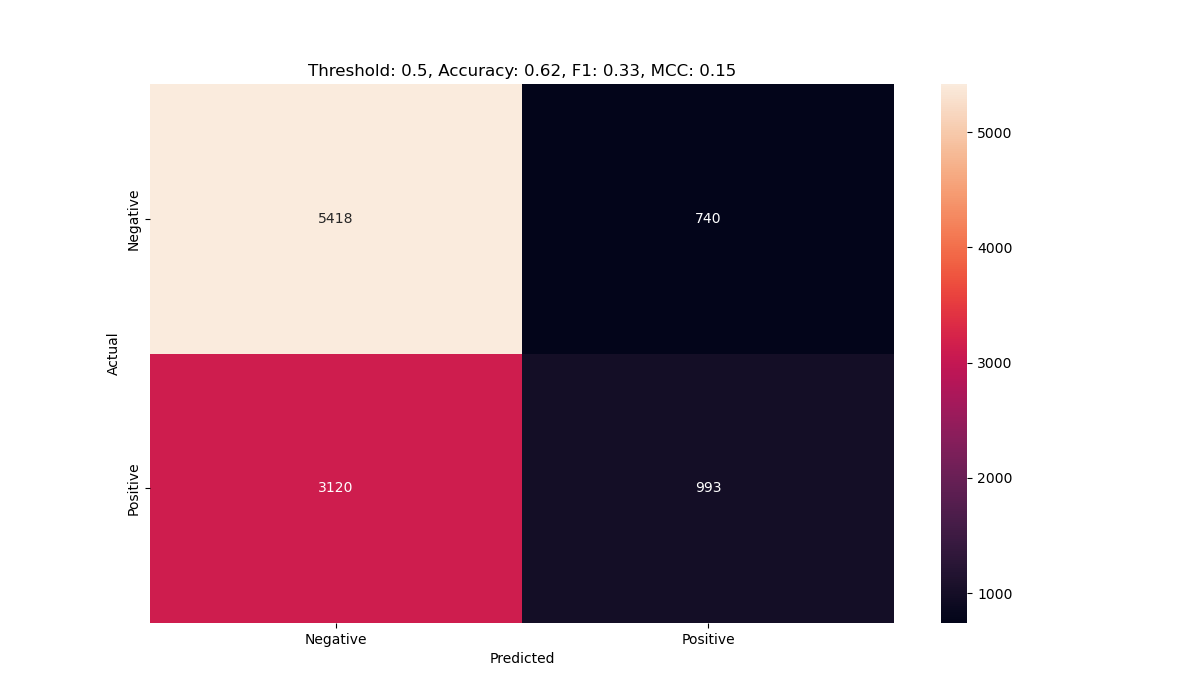 Threshold: 0.5, Accuracy: 0.62, F1: 0.33, MCC: 0.15
Negative
5418
740
5000
4000
Actual
3000
Positive
3120
993
2000
1000
Negative
Positive
Predicted